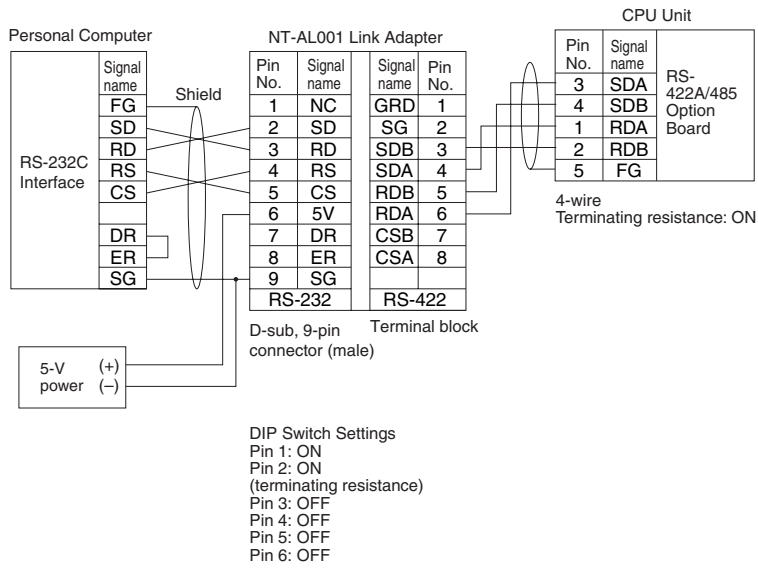 CPU Unit
Personal Computer
NT-AL001 Link Adapter
Signal name
FG
SD
RD
RS
CS
DR
ER
SG
RS-232C
Interface
Shield
Pin No. Signal name
1 NC
2 SD
3 RD
4 RS
5 CS
6 5V
7 DR
8 ER
9 SG
RS-232
Signal name Pin No.
GRD 1
SG 2
SDB 3
SDA 4
RDB 5
RDA 6
CSB 7
CSA 8
RS-422
Pin No. Signal name
3 SDA
4 SDB
1 RDA
2 RDB
5 FG
RS-
422A/485
Option
Board
4-wire
Terminating resistance: ON
D-sub, 9-pin
connector (male)
Terminal block
5-V (+)
power (–)
DIP Switch Settings
Pin 1: ON
Pin 2: ON
(terminating resistance)
Pin 3: OFF
Pin 4: OFF
Pin 5: OFF
Pin 6: OFF